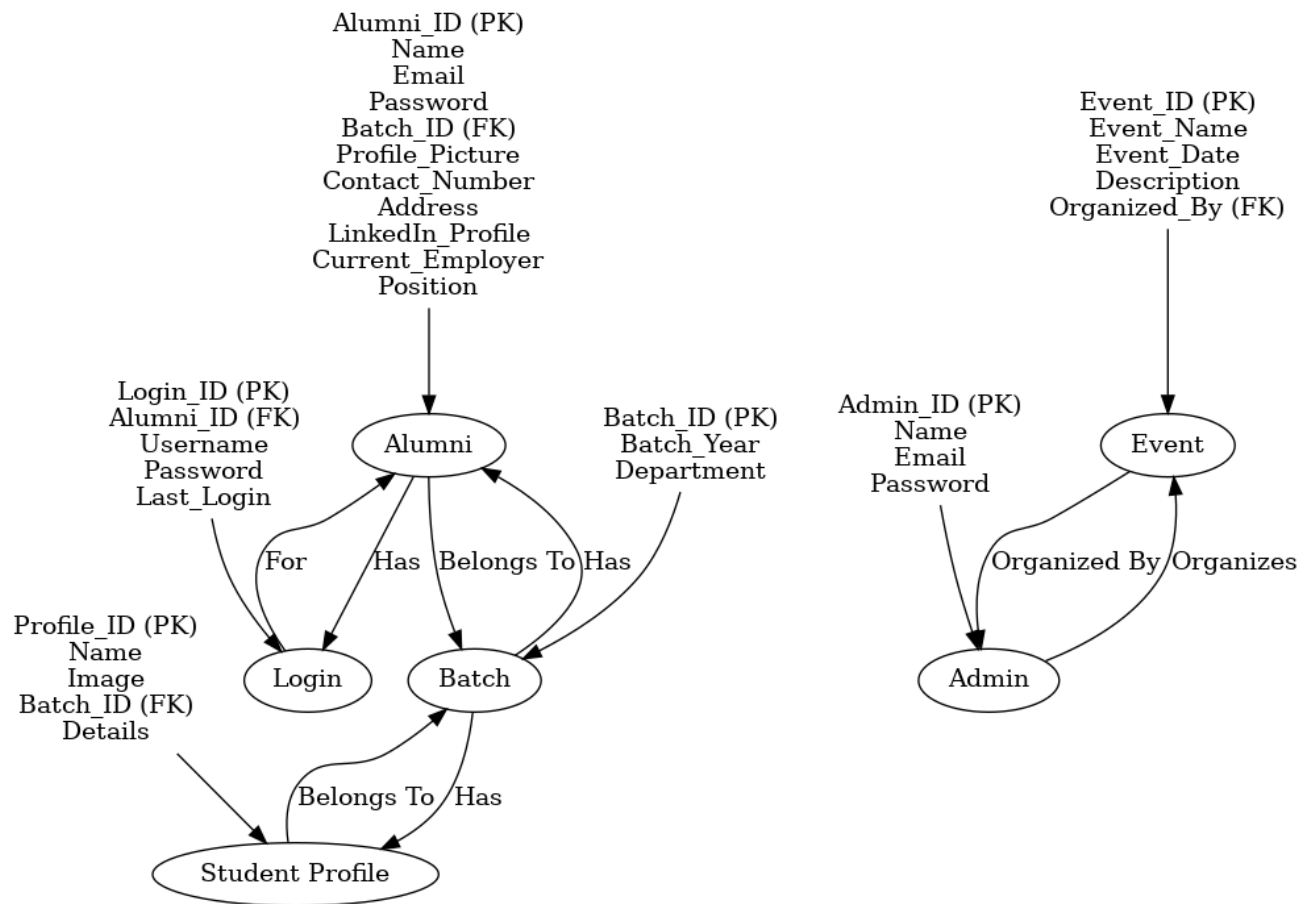 Alumni_ID (PK)
Name
Email
Password
Batch_ID (FK)
Profile_Picture
Contact_Number
Address
LinkedIn_Profile
Current_Employer
Position
Event_ID (PK)
Event_Name
Event_Date
Description
Organized_By (FK)
Login_ID (PK)
Alumni_ID (FK)
Username
Password
Last_Login
Alumni
Batch_ID (PK)
Batch_Year
Department
Admin_ID (PK)
Name
Email
Password
Event
For
Has
Belongs To
Has
Organized By
Organizes
Profile_ID (PK)
Name
Image
Batch_ID (FK)
Details
Login
Batch
Admin
Belongs To
Has
Student Profile